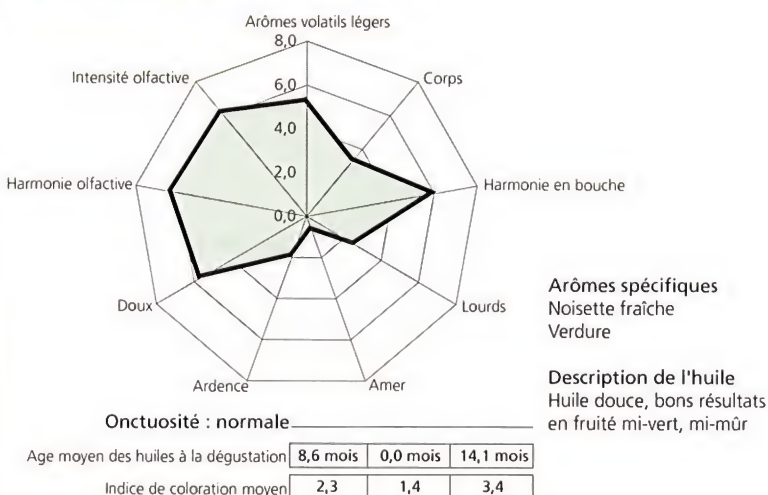 Arômes volatils légers
8,0
Intensité olfactive
6,0
Corps
4,0
Harmonie olfactive
2,0
Harmonie en bouche
0,0
Doux
Lourds
Ardence
Amer
Arômes spécifiques
Noisette fraîche
Verdure
Description de l'huile
Huile douce, bons résultats
en fruité mi-vert, mi-mûr
Onctuosité : normale
Age moyen des huiles à la dégustation 8,6 mois 0,0 mois 14,1 mois
Indice de coloration moyen 2,3 1,4 3,4